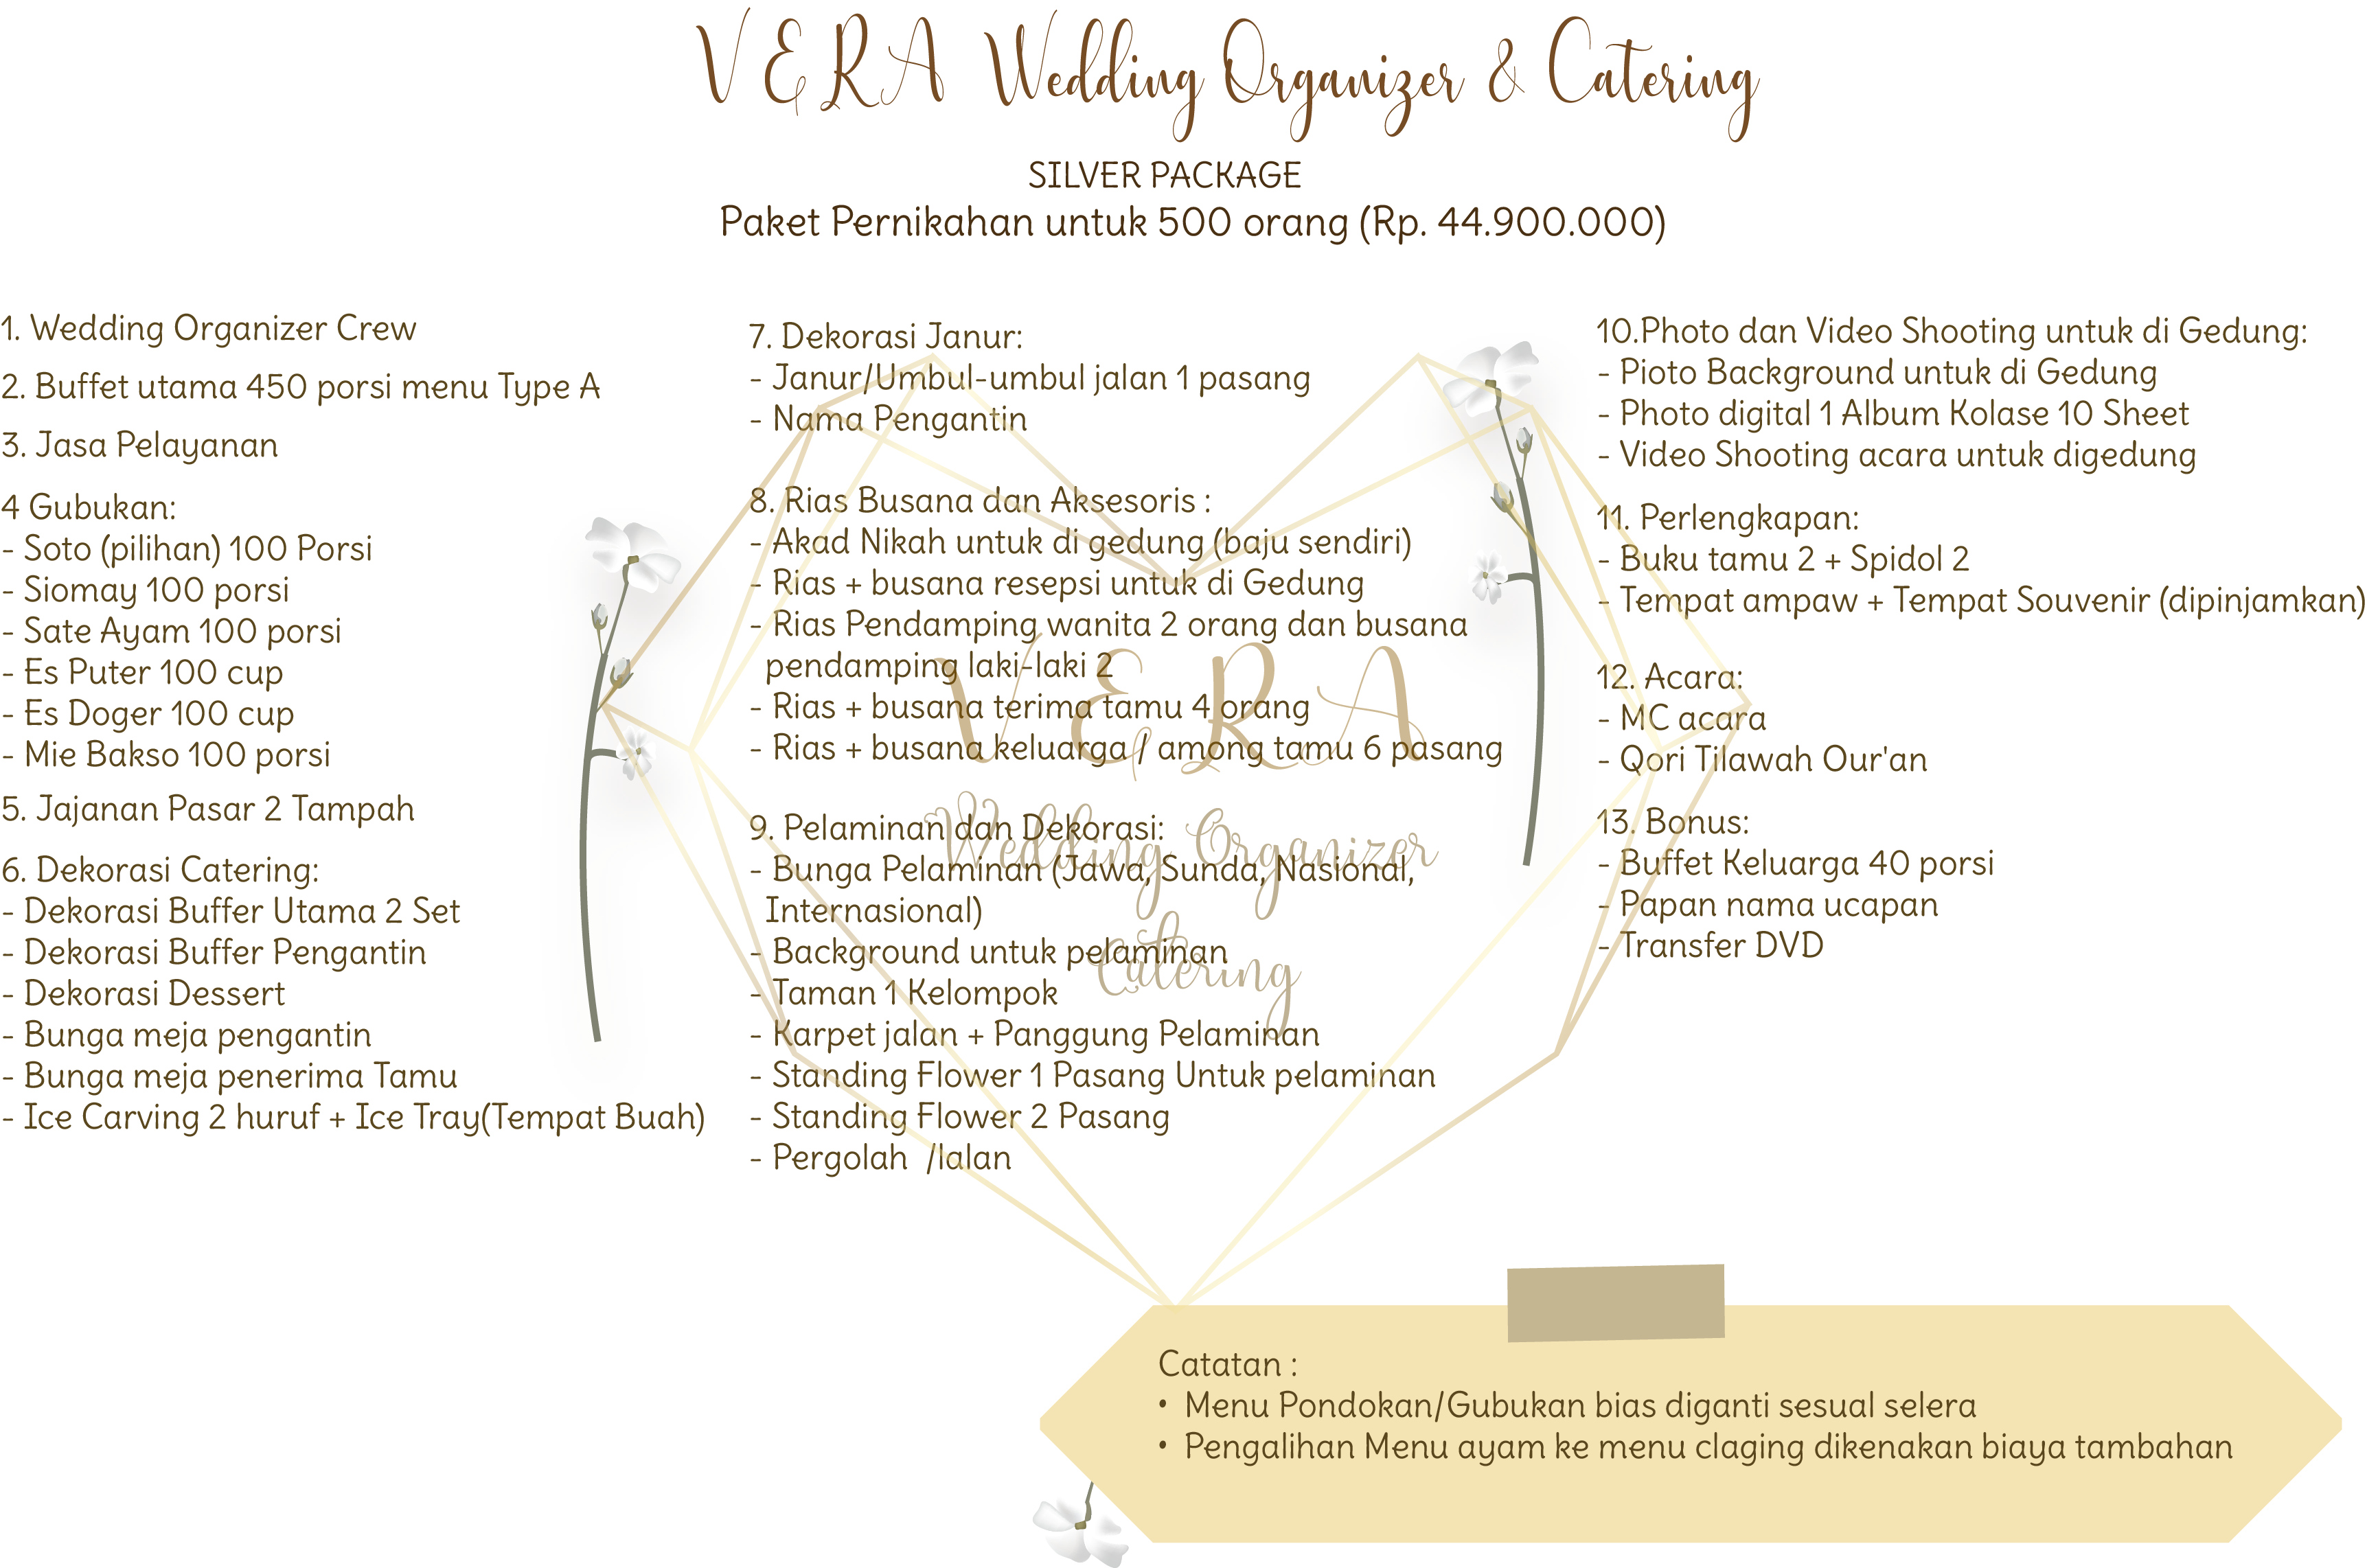 VERA Wedding Organizer & Catering
SILVER PACKAGE
Paket Pernikahan untuk 500 orang (Rp. 44.900.000)
1. Wedding Organizer Crew
2. Buffet utama 450 porsi menu Type A
3. Jasa Pelayanan
4 Gubukan:
- Soto (pilihan) 100 Porsi
- Siomay 100 porsi
- Sate Ayam 100 porsi
- Es Puter 100 cup
- Es Doger 100 cup
- Mie Bakso 100 porsi
5. Jajanan Pasar 2 Tampah
6. Dekorasi Catering:
- Dekorasi Buffer Utama 2 Set
- Dekorasi Buffer Pengantin
- Dekorasi Dessert
- Bunga meja pengantin
- Bunga meja penerima Tamu
- Ice Carving 2 huruf + Ice Tray(Tempat Buah)
7. Dekorasi Janur:
- Janur/Umbul-umbul jalan 1 pasang
- Nama Pengantin
8. Rias Busana dan Aksesoris :
- Akad Nikah untuk di gedung (baju sendiri)
- Rias + busana resepsi untuk di Gedung
- Rias Pendamping wanita 2 orang dan busana
pendamping laki-laki 2
- Rias + busana terima tamu 4 orang
- Rias + busana keluarga / among tamu 6 pasang
9. Pelaminan dan Dekorasi:
- Bunga Pelaminan (Jawa, Sunda, Nasional,
Internasional)
- Background untuk pelaminan
- Taman 1 Kelompok
- Karpet jalan + Panggung Pelaminan
- Standing Flower 1 Pasang Untuk pelaminan
- Standing Flower 2 Pasang
- Pergolah /lalan
VERA
Wedding Organizer
Catering
10.Photo dan Video Shooting untuk di Gedung:
- Pioto Background untuk di Gedung
- Photo digital 1 Album Kolase 10 Sheet
- Video Shooting acara untuk digedung
11. Perlengkapan:
- Buku tamu 2 + Spidol 2
- Tempat ampaw + Tempat Souvenir (dipinjamkan)
12. Acara:
- MC acara
- Qori Tilawah Our'an
13. Bonus:
- Buffet Keluarga 40 porsi
- Papan nama ucapan
- Transfer DVD
Catatan :
• Menu Pondokan/Gubukan bias diganti sesual selera
• Pengalihan Menu ayam ke menu claging dikenakan biaya tambahan